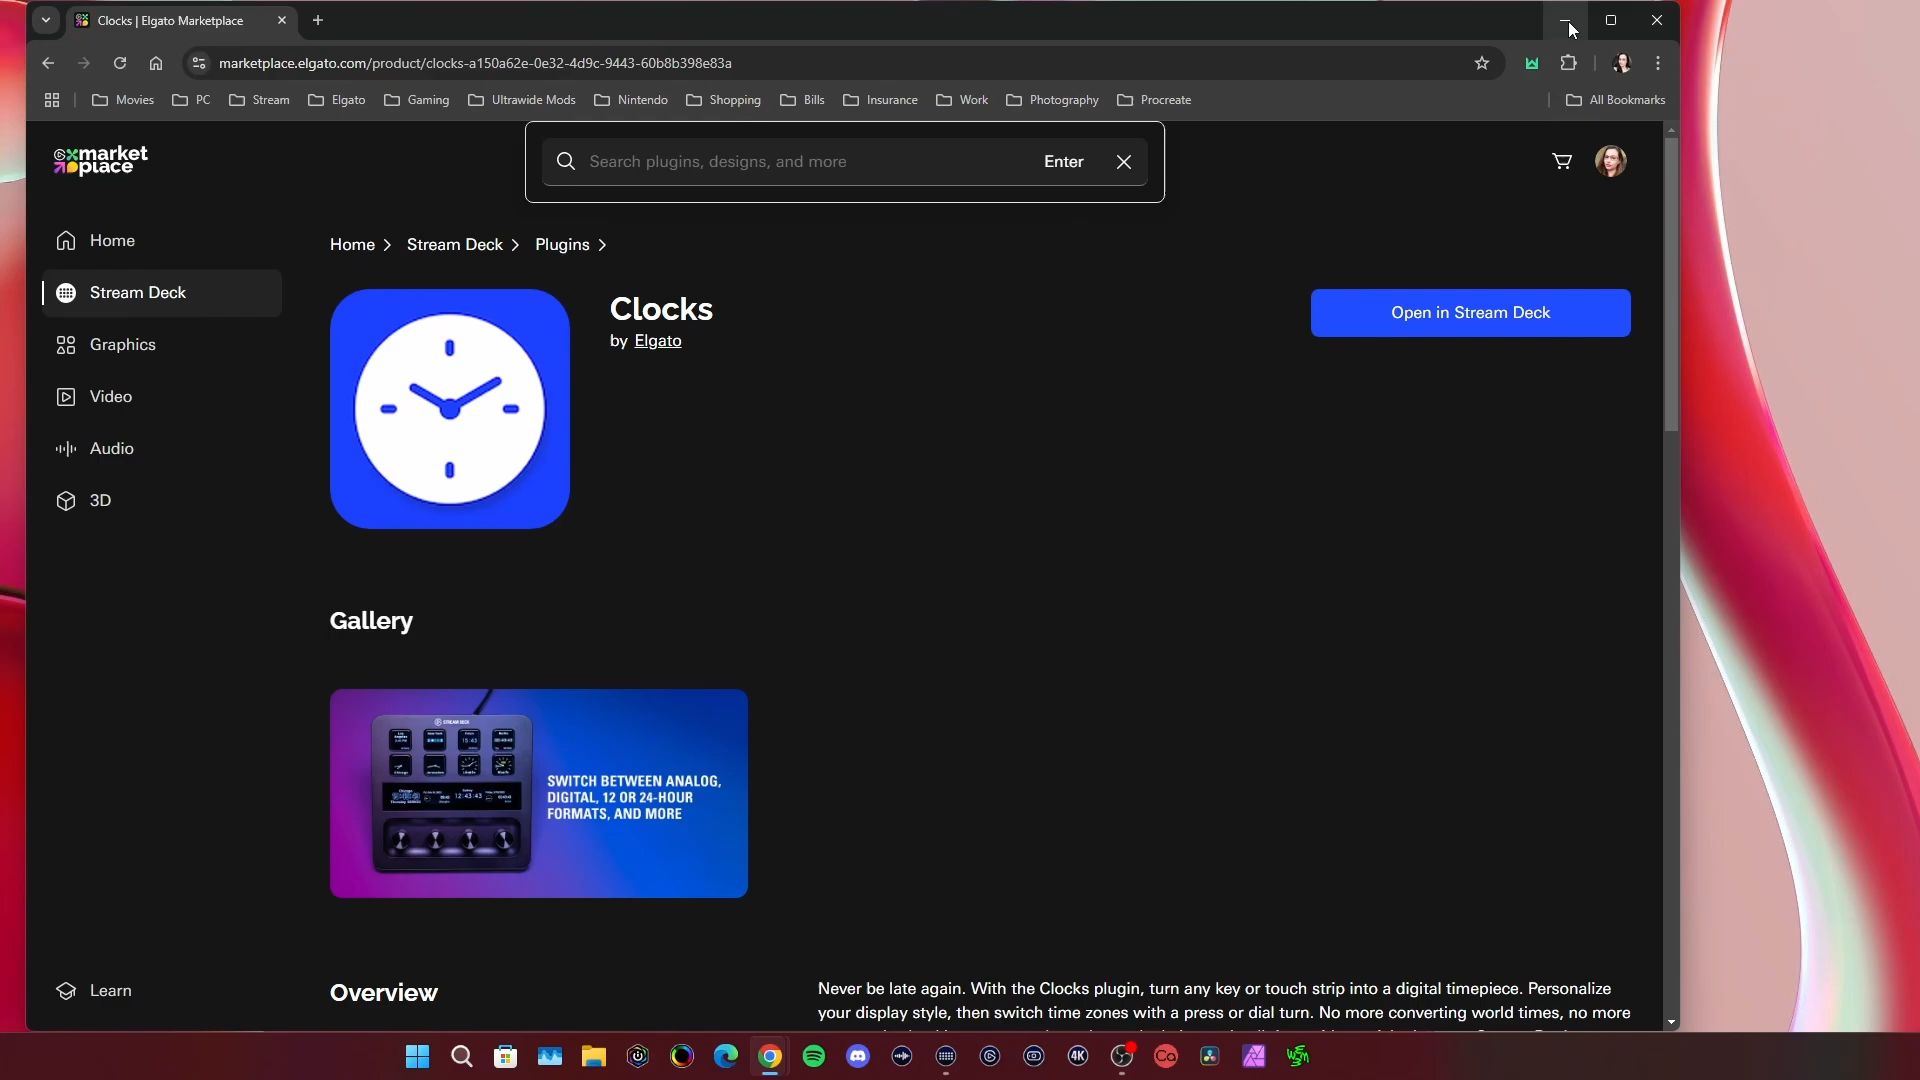 Clocks | Elgato Marketplace
marketplace.elgato.com/product/clocks-a150a62e-0e32-4d9c-9443-60b8b398e83a
Movies PC Stream Elgato Gaming Ultrawide Mods Nintendo Shopping Bills Insurance Work Photography Procreate All Bookmarks
market
place
Search plugins, designs, and more Enter
Home
Stream Deck
Graphics
Video
Audio
3D
Learn
Home > Stream Deck > Plugins >
Clocks
by Elgato
Open in Stream Deck
Gallery
STREAM DECK
SWITCH BETWEEN ANALOG,
DIGITAL, 12 OR 24-HOUR
FORMATS, AND MORE
Overview
Never be late again. With the Clocks plugin, turn any key or touch strip into a digital timepiece. Personalize
your display style, then switch time zones with a press or dial turn. No more converting world times, no more
4K
Ca